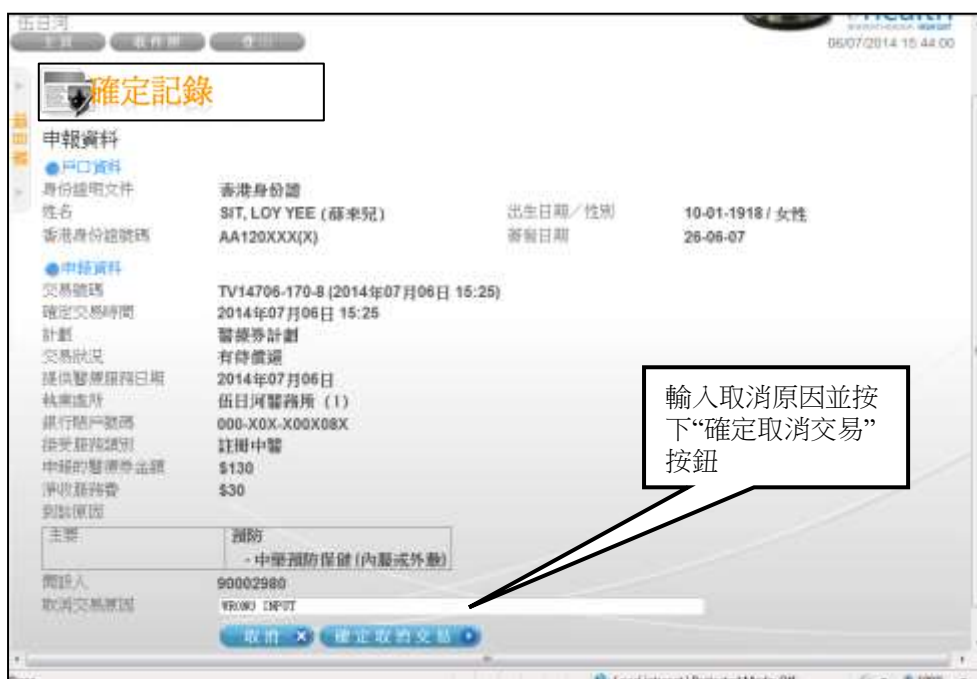 伍日河
主頁 收件匣 登出
eHealth
06/07/2014 15:44:00
確定記錄
申報資料
戶口資料
身份證明文件 香港身份證
姓名 SIT, LOY YEE (薛來兒) 出生日期／性別 10-01-1918 / 女性
香港身份證號碼 AA120XXX(X) 簽發日期 26-06-07
申報資料
交易號碼 TV14706-170-8 (2014年07月06日 15:25)
確定交易時間 2014年07月06日 15:25
計劃 醫療券計劃
交易狀況 有待償還
提供醫療服務日期 2014年07月06日
執業處所 伍日河醫務所 (1)
銀行賬戶號碼 000-X0X-X00X08X
接受服務類別 註冊中醫
申報的醫療券金額 $130
淨收服務費 $30
到診原因
主要 預防
- 中藥預防保健 (內服或外敷)
開設人 90002980
取消交易原因 WRONG INPUT
取消 確定取消交易
輸入取消原因並按
下“確定取消交易”
按鈕